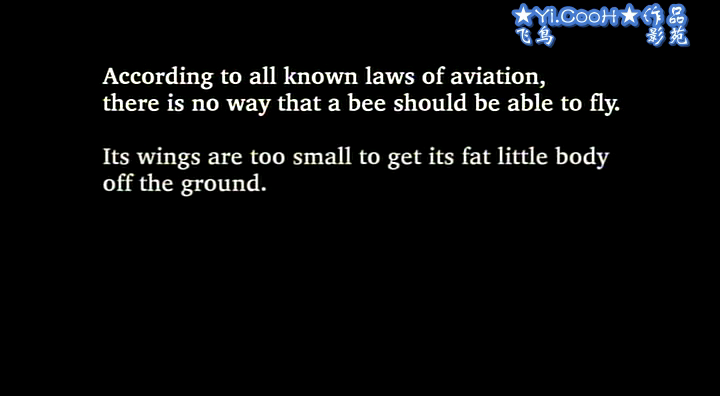 ★Yi.CooH★作品
飞鸟 影苑
According to all known laws of aviation,
there is no way that a bee should be able to fly.
Its wings are too small to get its fat little body
off the ground.